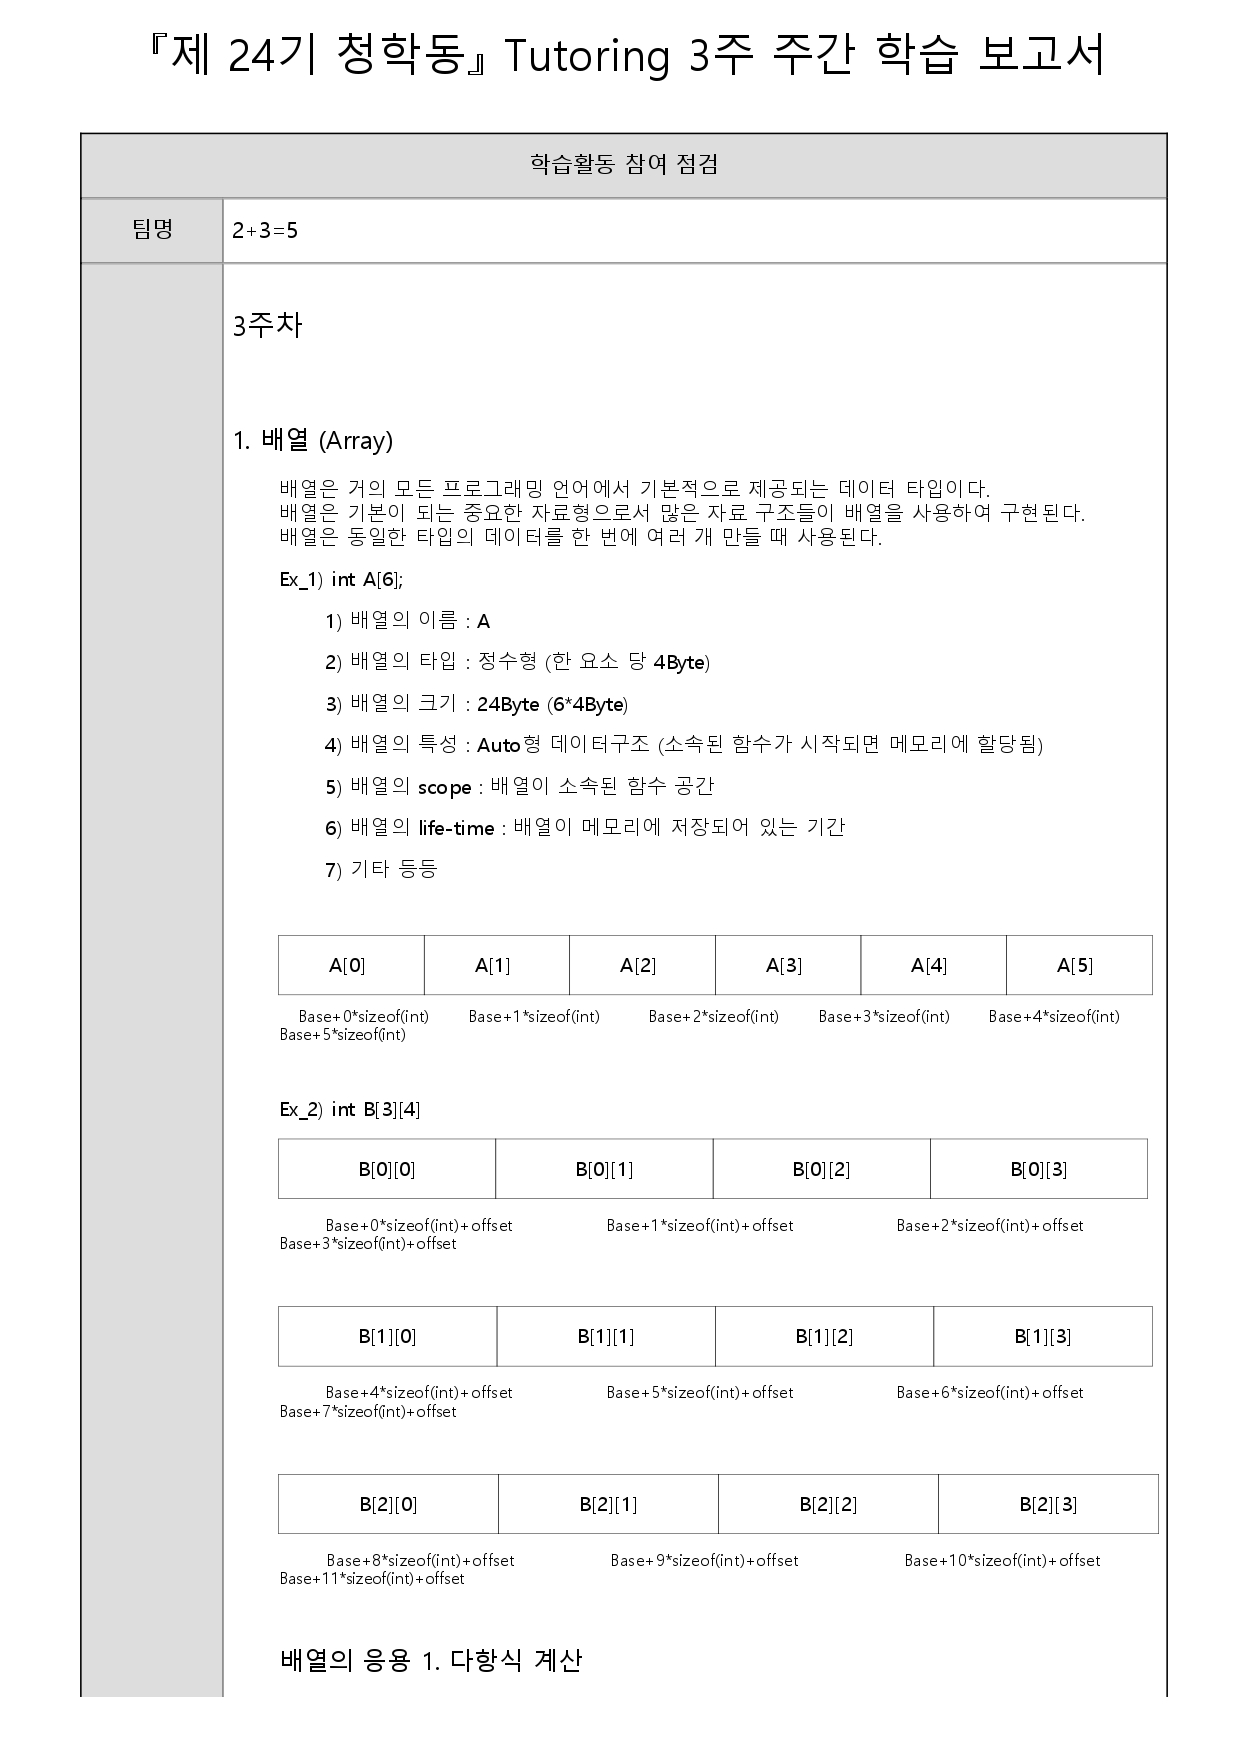 『제 24기 청학동』 Tutoring 3주 주간 학습 보고서
학습활동 참여 점검
팀명
2+3=5
3주차
1. 배열 (Array)
배열은 거의 모든 프로그래밍 언어에서 기본적으로 제공되는 데이터 타입이다.
배열은 기본이 되는 중요한 자료형으로서 많은 자료 구조들이 배열을 사용하여 구현된다.
배열은 동일한 타입의 데이터를 한 번에 여러 개 만들 때 사용된다.
Ex_1) int A[6];
1) 배열의 이름 : A
2) 배열의 타입 : 정수형 (한 요소 당 4Byte)
3) 배열의 크기 : 24Byte (6*4Byte)
4) 배열의 특성 : Auto형 데이터구조 (소속된 함수가 시작되면 메모리에 할당됨)
5) 배열의 scope : 배열이 소속된 함수 공간
6) 배열의 life-time : 배열이 메모리에 저장되어 있는 기간
7) 기타 등등
A[0] A[1] A[2] A[3] A[4] A[5]
Base+0*sizeof(int) Base+1*sizeof(int) Base+2*sizeof(int) Base+3*sizeof(int) Base+4*sizeof(int)
Base+5*sizeof(int)
Ex_2) int B[3][4]
B[0][0] B[0][1] B[0][2] B[0][3]
Base+0*sizeof(int)+offset Base+1*sizeof(int)+offset Base+2*sizeof(int)+offset
Base+3*sizeof(int)+offset
B[1][0] B[1][1] B[1][2] B[1][3]
Base+4*sizeof(int)+offset Base+5*sizeof(int)+offset Base+6*sizeof(int)+offset
Base+7*sizeof(int)+offset
B[2][0] B[2][1] B[2][2] B[2][3]
Base+8*sizeof(int)+offset Base+9*sizeof(int)+offset Base+10*sizeof(int)+offset
Base+11*sizeof(int)+offset
배열의 응용 1. 다항식 계산